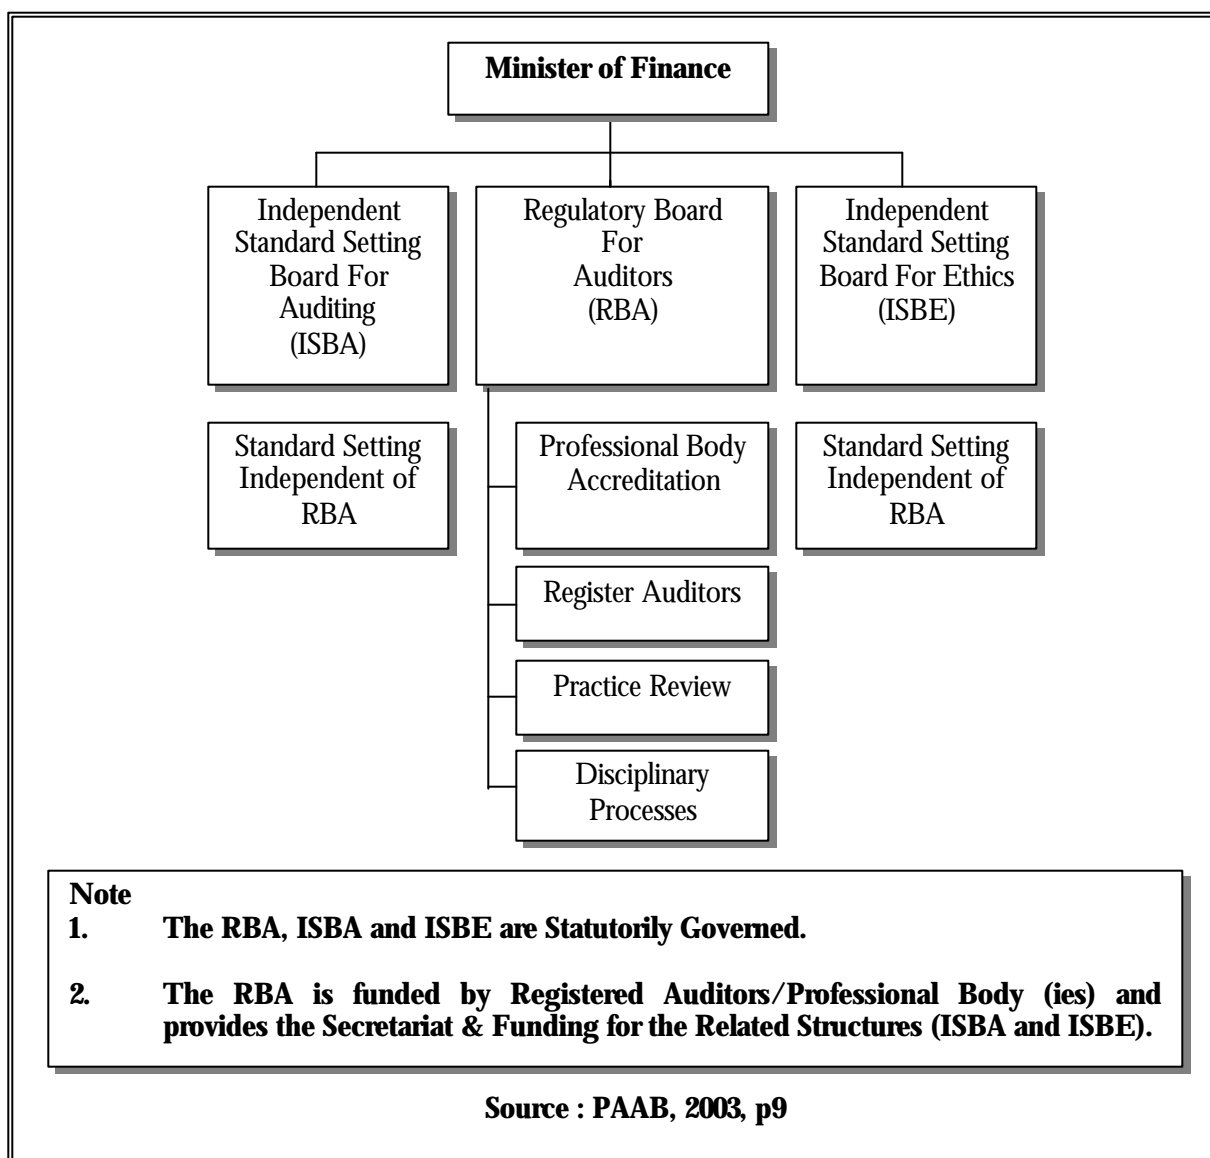 Minister of Finance
Independent
Standard Setting
Board For
Auditing
(ISBA)
Regulatory Board
For
Auditors
(RBA)
Independent
Standard Setting
Board For Ethics
(ISBE)
Standard Setting
Independent of
RBA
Professional Body
Accreditation
Standard Setting
Independent of
RBA
Register Auditors
Practice Review
Disciplinary
Processes
Note
1. The RBA, ISBA and ISBE are Statutorily Governed.
2. The RBA is funded by Registered Auditors/Professional Body (ies) and
provides the Secretariat & Funding for the Related Structures (ISBA and ISBE).
Source : PAAB, 2003, p9